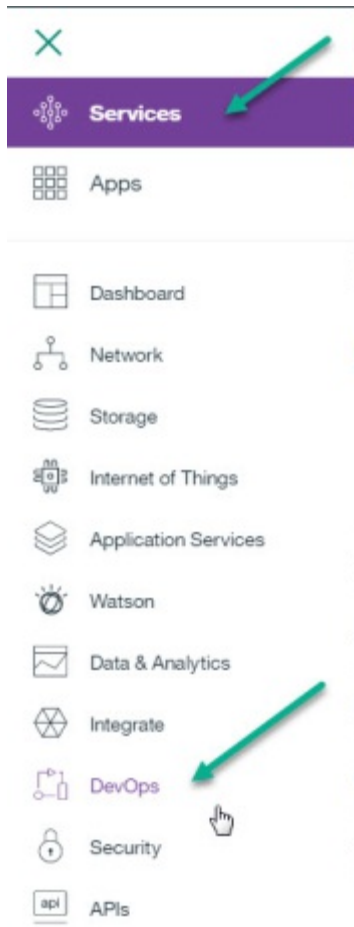 Services
Apps
Dashboard
Network
Storage
Internet of Things
Application Services
Watson
Data & Analytics
Integrate
DevOps
Security
api APIs